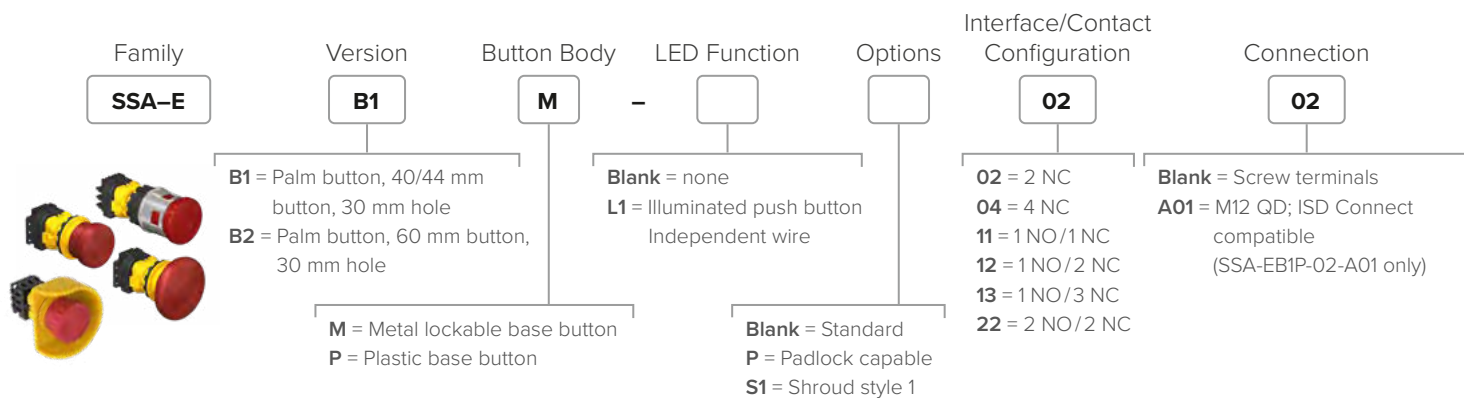 Family
Version
Button Body
LED Function
Options
Interface/Contact
Configuration
Connection
SSA–E
B1
M
–
02
02
B1 = Palm button, 40/44 mm
button, 30 mm hole
B2 = Palm button, 60 mm button,
30 mm hole
Blank = none
L1 = Illuminated push button
Independent wire
02 = 2 NC
04 = 4 NC
11 = 1 NO/1 NC
12 = 1 NO/2 NC
13 = 1 NO/3 NC
22 = 2 NO/2 NC
Blank = Screw terminals
A01 = M12 QD; ISD Connect
compatible
(SSA-EB1P-02-A01 only)
M = Metal lockable base button
P = Plastic base button
Blank = Standard
P = Padlock capable
S1 = Shroud style 1